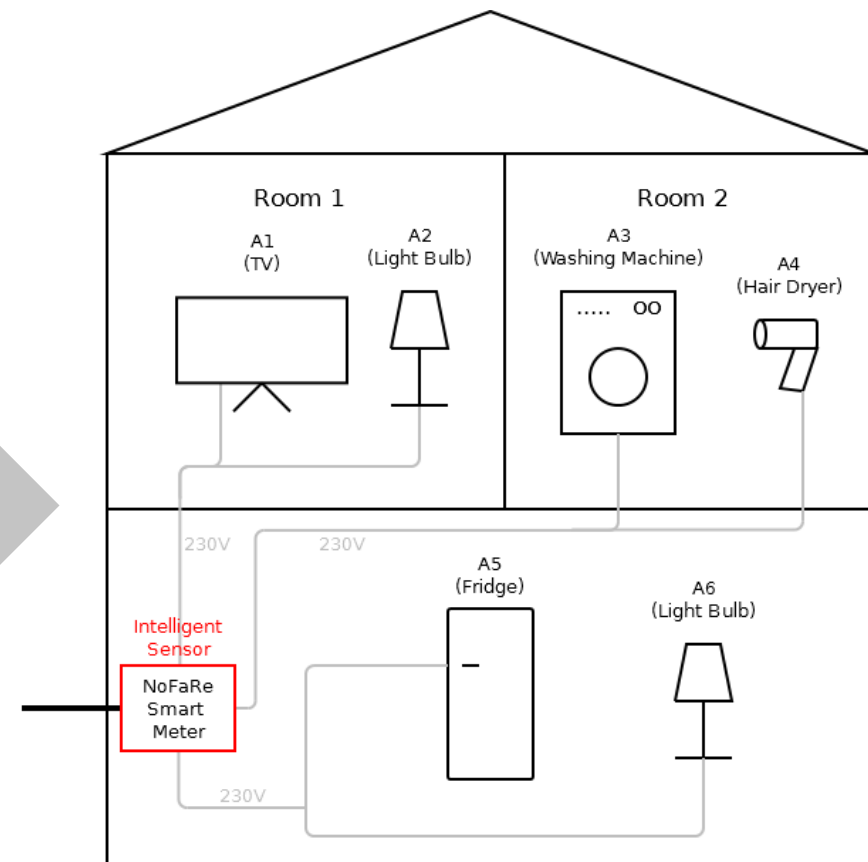 Room 1
Room 2
A1
(TV)
A2
(Light Bulb)
A3
(Washing Machine)
A4
(Hair Dryer)
..... OO
230V
230V
A5
(Fridge)
A6
(Light Bulb)
Intelligent
Sensor
NoFaRe
Smart
Meter
230V